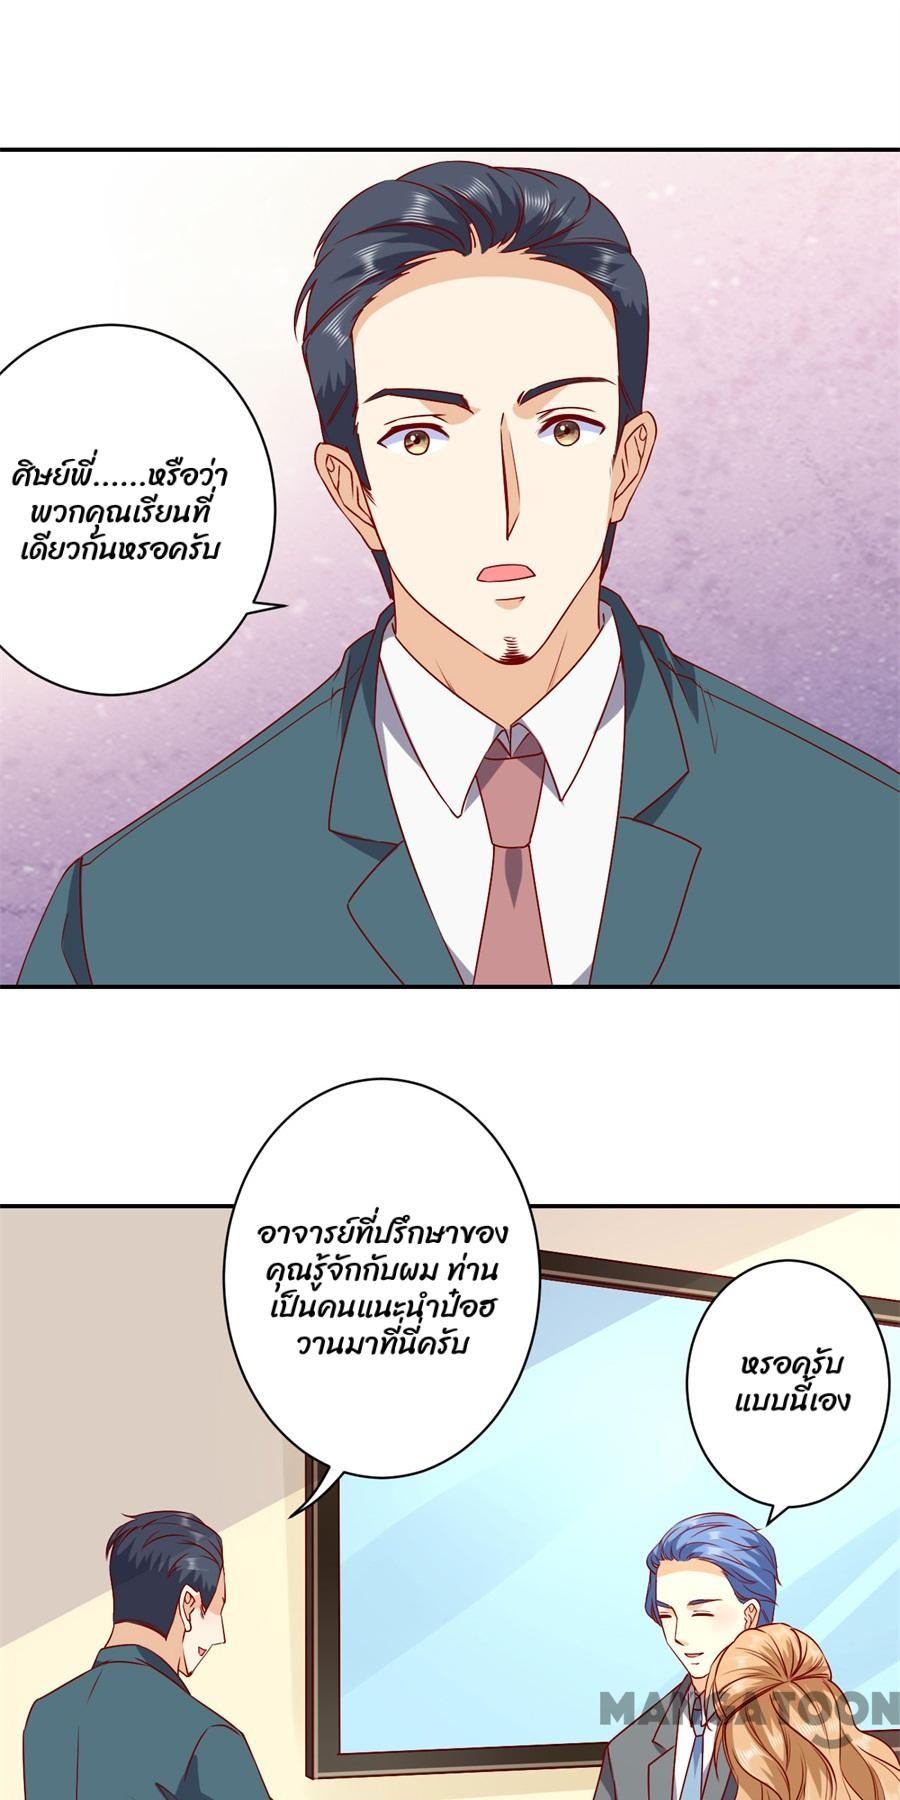 ศิษย์พี่......หรือว่า
พวกคุณเรียนที่
เดียวกันหรอครับ
อาจารย์ที่ปรึกษาของ
คุณรู้จักกับผม ท่าน
เป็นคนแนะนำป๋อฮ
วานมาที่นี่ครับ
หรอครับ
แบบนี้เอง
MANGATOON